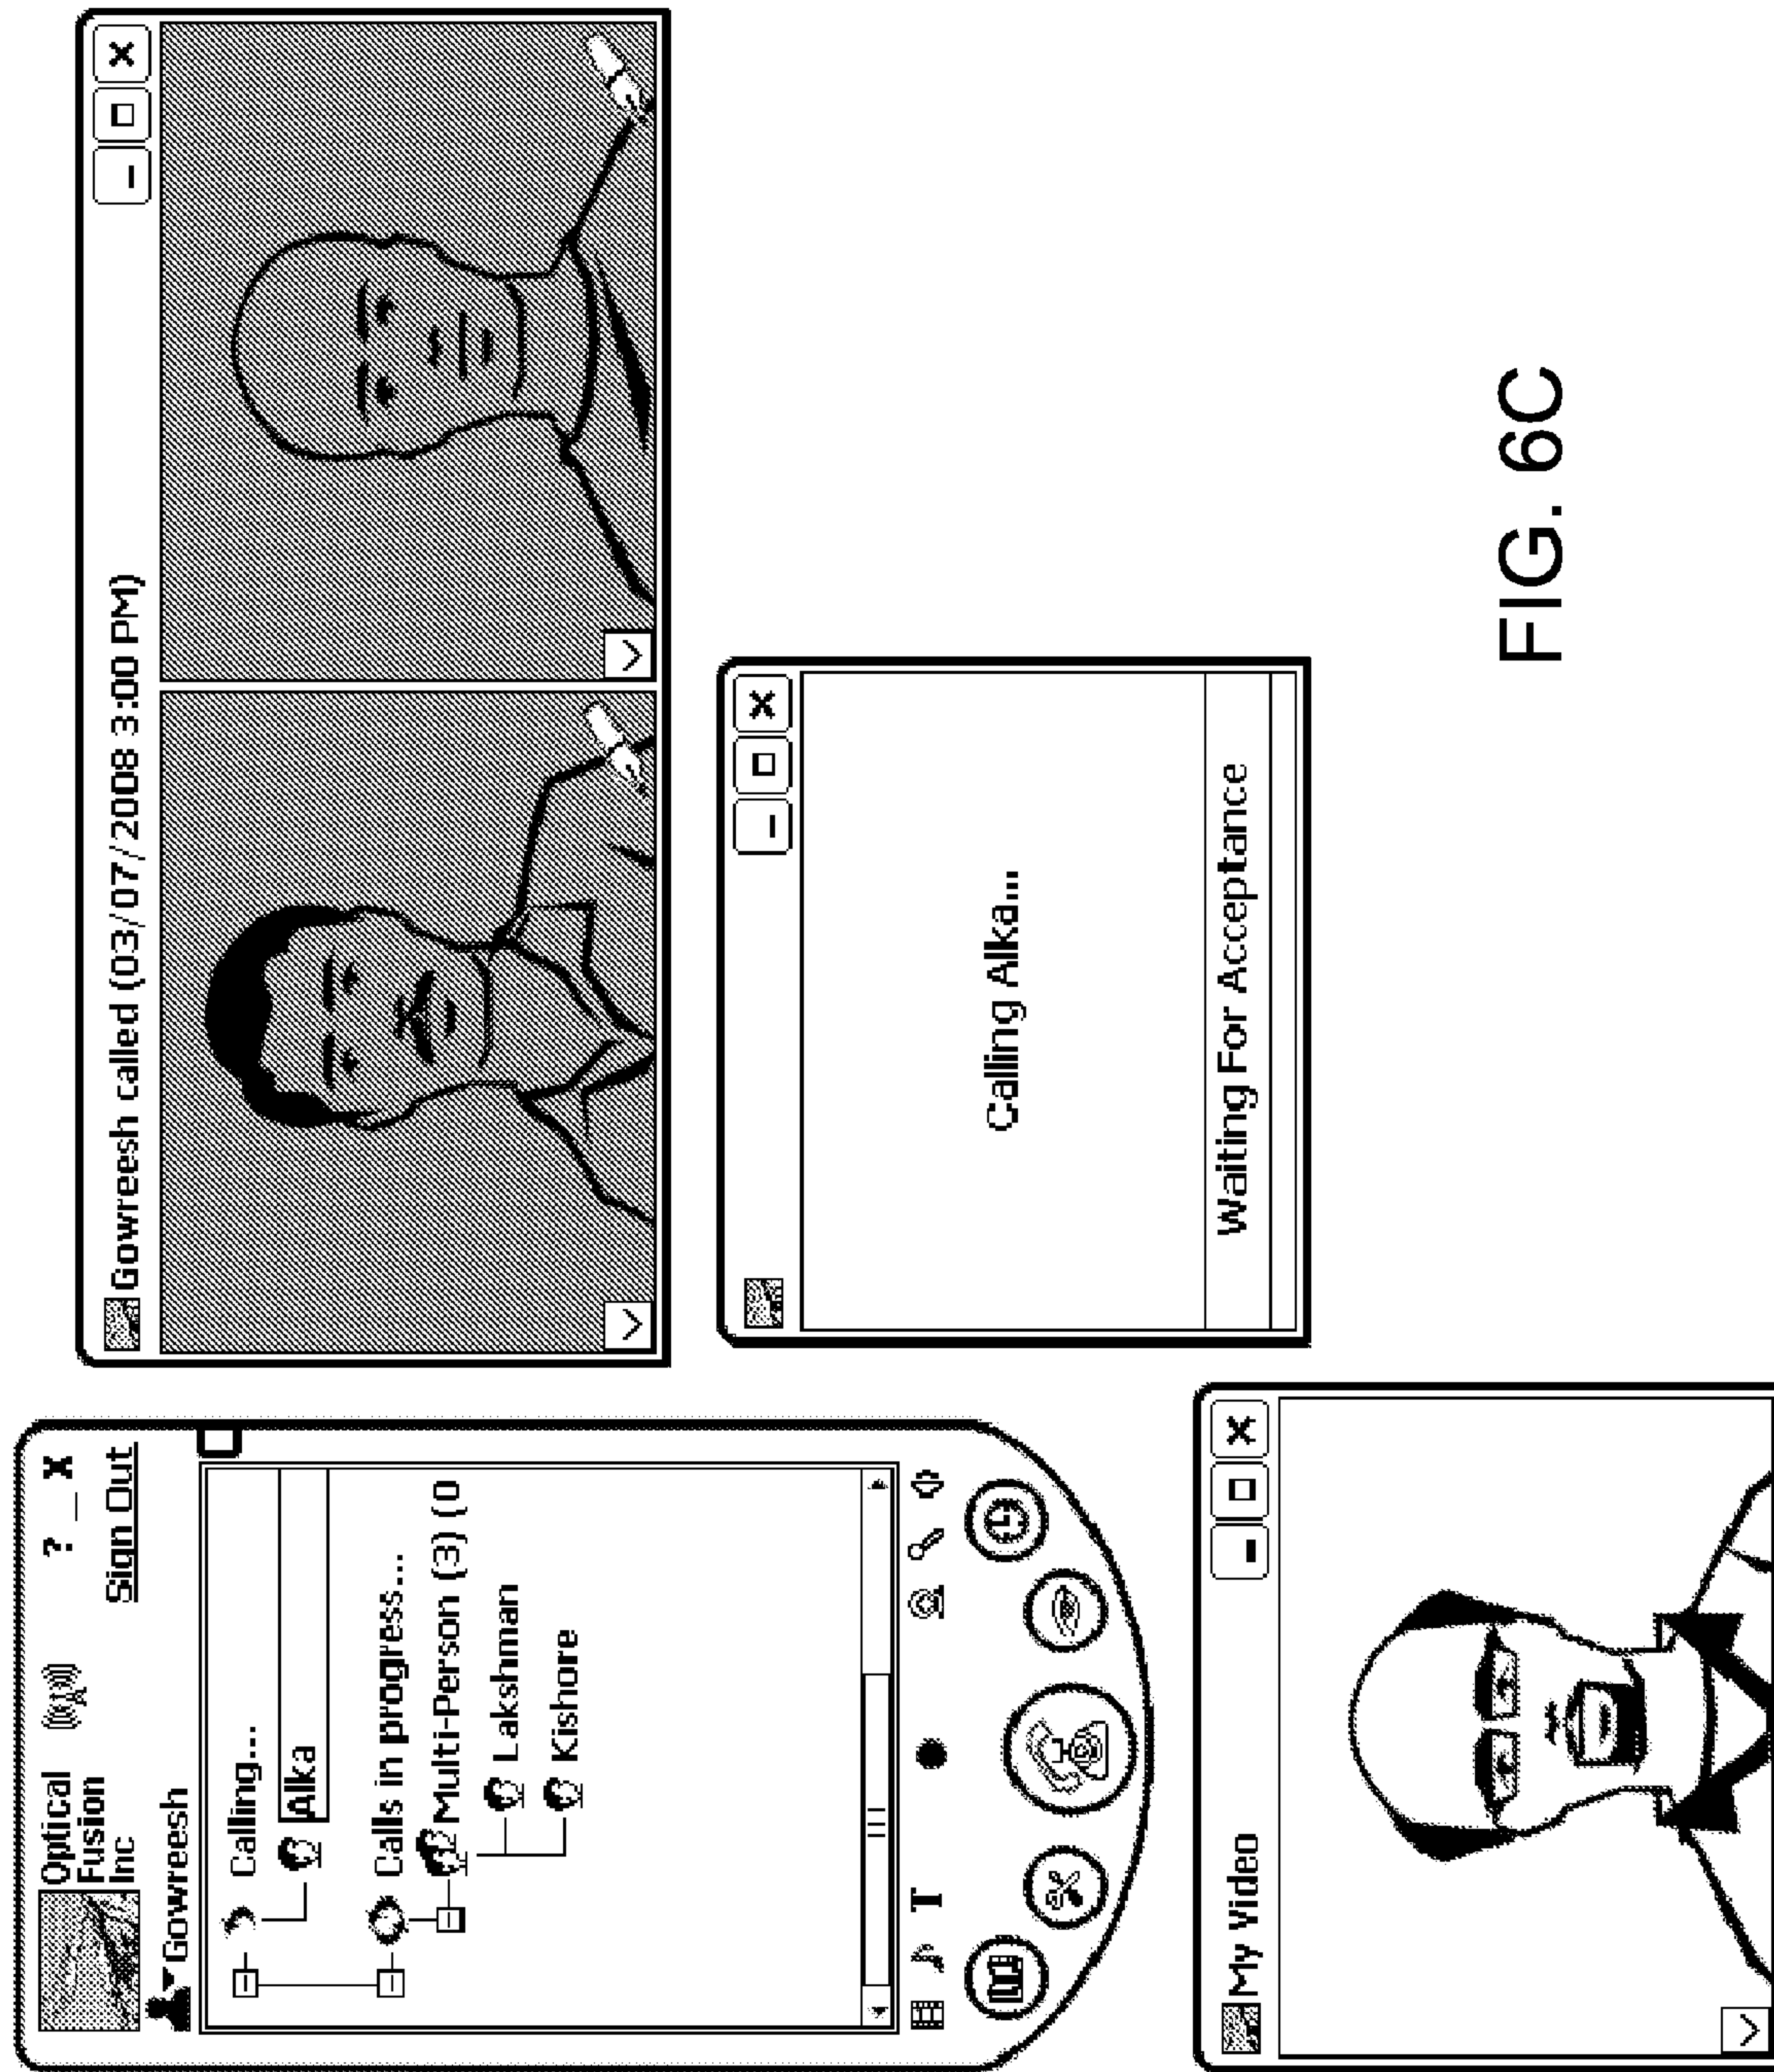 Optical
Fusion
Inc
? _ X
Sign Out
Gowreesh
Calling...
Alka
Calls in progress...
Multi-Person (3) (0
Lakshman
Kishore
T
Gowreesh called (03/07/2008 3:00 PM)
Calling Alka...
Waiting For Acceptance
My Video
FIG. 6C